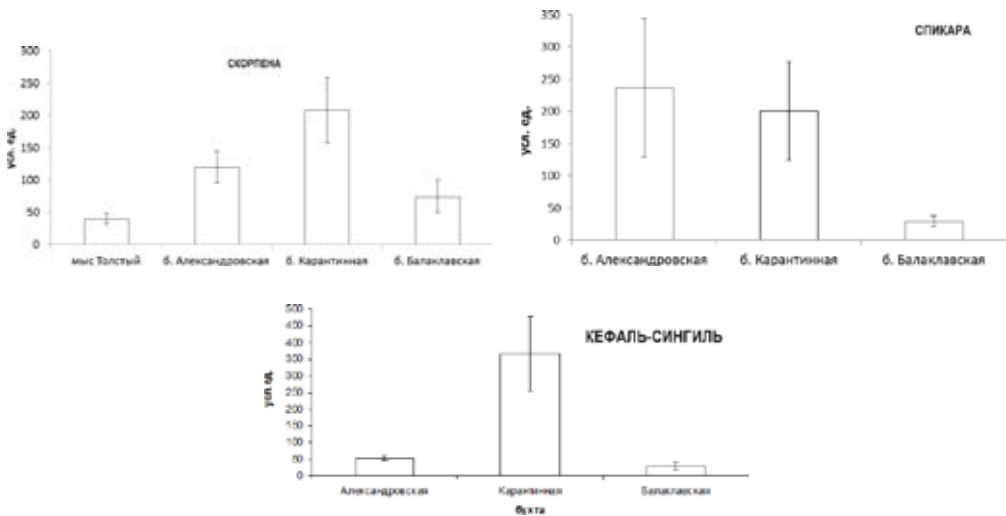 СКОРПЕНА
усл. ед.
300
250
200
150
100
50
0
мыс Толстый б. Александровская б. Карантинная б. Балаклавская
СПИКАРА
усл. ед.
350
300
250
200
150
100
50
0
б. Александровская б. Карантинная б. Балаклавская
КЕФАЛЬ-СИНГИЛЬ
усл. ед.
500
450
400
350
300
250
200
150
100
50
0
Александровская Карантинная Балаклавская
бухта